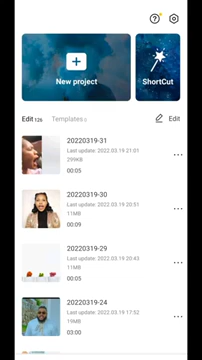 New project
ShortCut
Edit 126
Templates 3
Edit
20220319-31
Last update: 2022.03.19 21:01
299KB
00:05
20220319-30
Last update: 2022.03.19 20:51
11MB
00:09
20220319-29
Last update: 2022.03.19 20:43
11MB
00:05
20220319-24
Last update: 2022.03.19 17:52
19MB
03:00